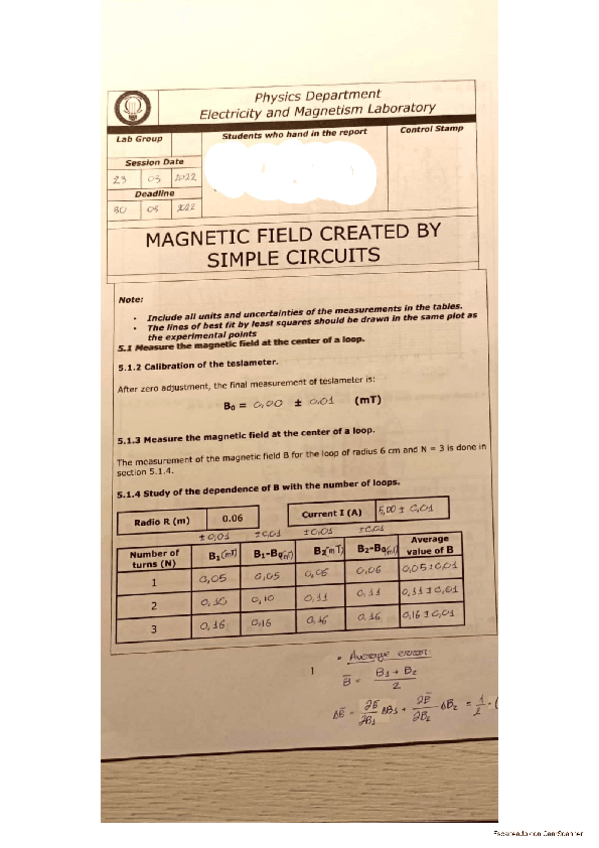 Physics Department
Electricity and Magnetism Laboratory
Lab Group
Students who hand in the report
Control Stamp
Session Date
23 03 2022
Deadline
30 03 2022
MAGNETIC FIELD CREATED BY
SIMPLE CIRCUITS
Note:
• Include all units and uncertainties of the measurements in the tables.
• The lines of best fit by least squares should be drawn in the same plot as
the experimental points
5.1 Measure the magnetic field at the center of a loop.
5.1.2 Calibration of the teslameter.
After zero adjustment, the final measurement of teslameter is:
B₀ = 0,00 ± 0,01 (mT)
5.1.3 Measure the magnetic field at the center of a loop.
The measurement of the magnetic field B for the loop of radius 6 cm and N = 3 is done in
section 5.1.4.
5.1.4 Study of the dependence of B with the number of loops.
Radio R (m) 0.06 Current I (A) 5,00 ± 0,01
±0,01 ±0,01 ±0,01 ±0,01
Number of turns (N) B₁(mT) B₁-B₀(mT) B₂(mT) B₂-B₀(mT) Average value of B
1 0,05 0,05 0,06 0,06 0,05±0,01
2 0,10 0,10 0,11 0,11 0,11±0,01
3 0,16 0,16 0,16 0,16 0,16±0,01
• Average error:
B̄ = B₁ + B₂ / 2
1
ΔB̄ = ∂B̄/∂B₁ ΔB₁ + ∂B̄/∂B₂ ΔB₂ = 1/2 · (